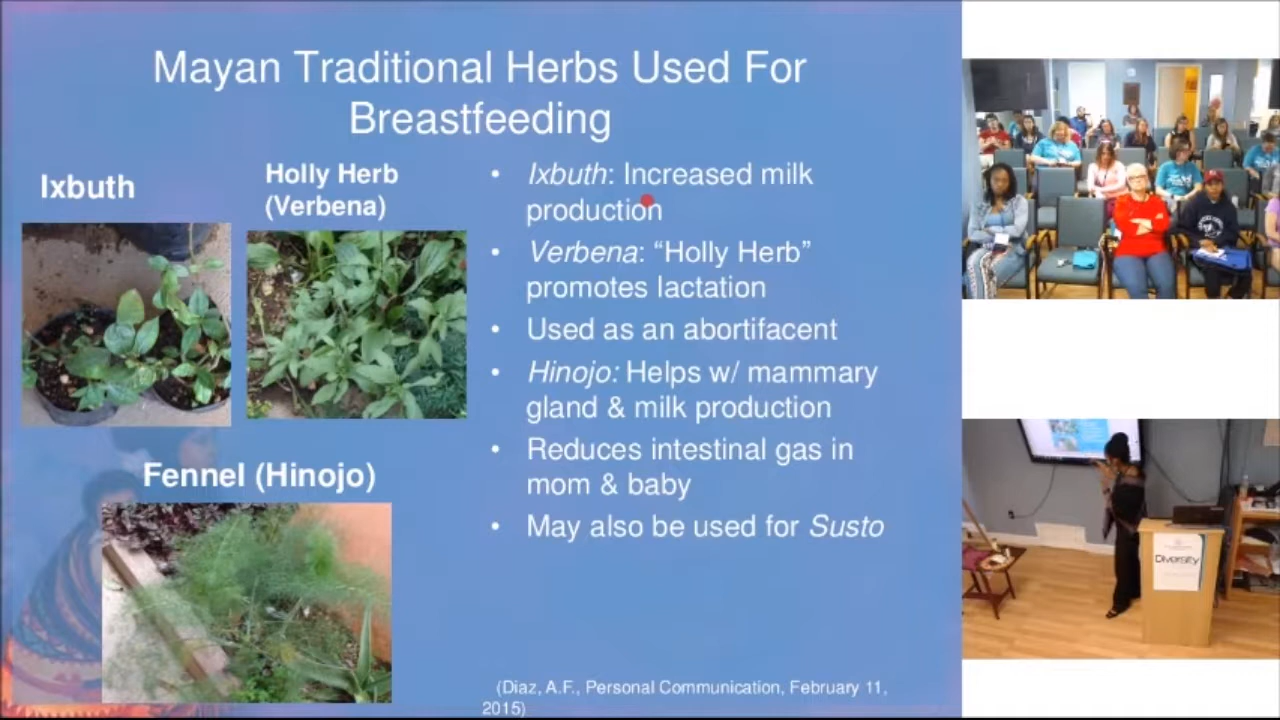 Mayan Traditional Herbs Used For
Breastfeeding
Ixbuth
Holly Herb
(Verbena)
Fennel (Hinojo)
• Ixbuth: Increased milk
production
• Verbena: “Holly Herb”
promotes lactation
• Used as an abortifacent
• Hinojo: Helps w/ mammary
gland & milk production
• Reduces intestinal gas in
mom & baby
• May also be used for Susto
(Diaz, A.F., Personal Communication, February 11,
2015)
Diversity